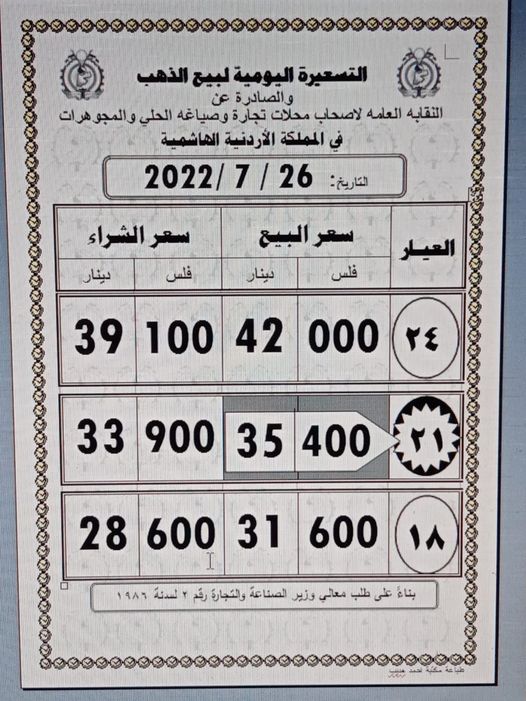 التسعيرة اليومية لبيع الذهب
والصادرة عن
النقابه العامه لاصحاب محلات تجارة وصياغه الحلي والمجوهرات
في المملكة الأردنية الهاشمية
التاريخ: 26 / 7 /2022
العيار سعر البيع سعر الشراء
فلس دينار فلس دينار
٢٤ 000 42 100 39
٢١ 400 35 900 33
١٨ 600 31 600 28
بناءً على طلب معالي وزير الصناعة والتجارة رقم ٢ لسنة ١٩٨٦
طباعة مكتبة احمد